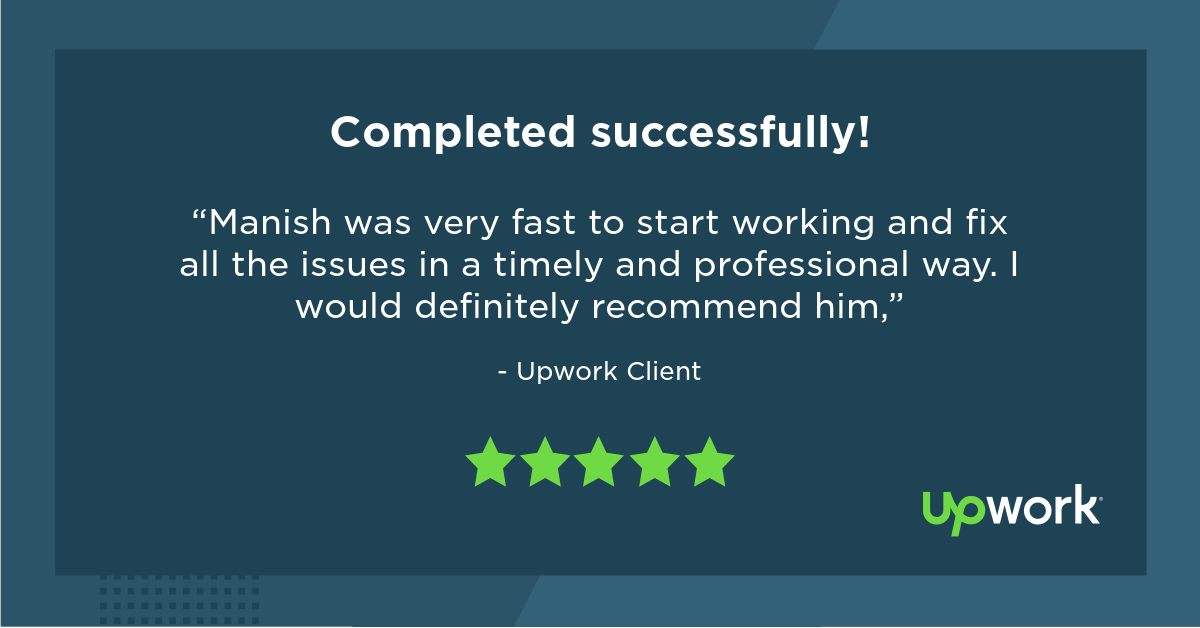 Completed successfully!
“Manish was very fast to start working and fix
all the issues in a timely and professional way. I
would definitely recommend him,”
- Upwork Client
upwork®